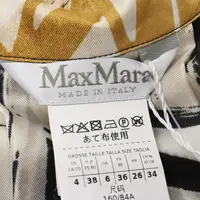 MaxMara
MADE IN ITALY
あて布使用
GRÖSSE TAILLE TALLA SIZE TAGLIA
4 38 6 36 26 34
尺码
160/84A